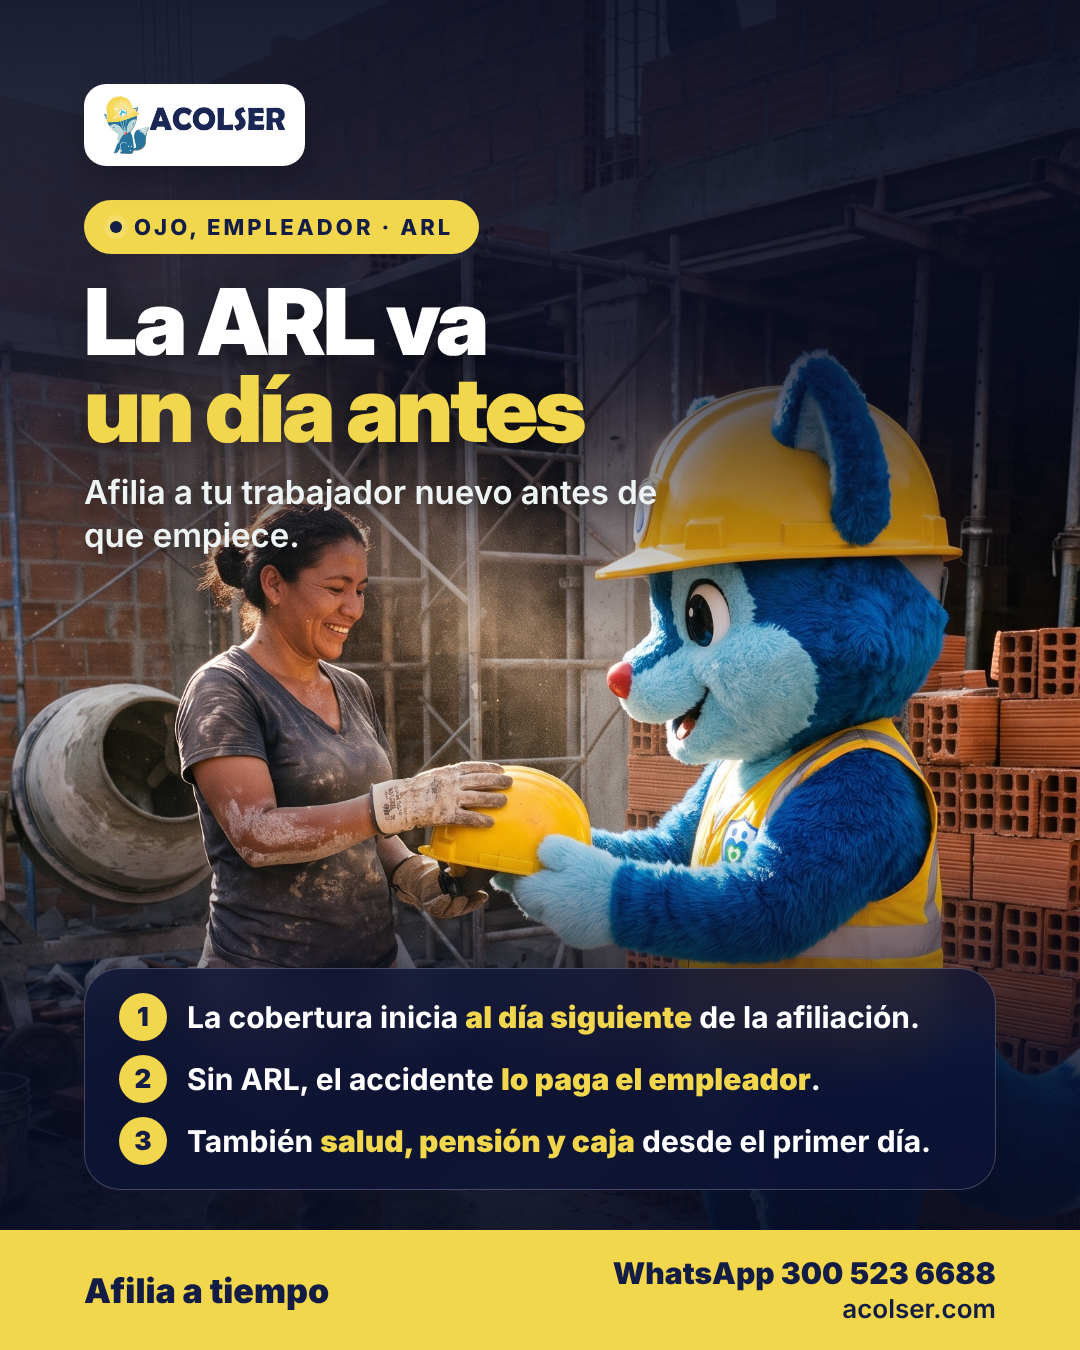 ACOLSER
OJO, EMPLEADOR · ARL
La ARL va
un día antes
Afilia a tu trabajador nuevo antes de
que empiece.
1 La cobertura inicia al día siguiente de la afiliación.
2 Sin ARL, el accidente lo paga el empleador.
3 También salud, pensión y caja desde el primer día.
Afilia a tiempo
WhatsApp 300 523 6688
acolser.com